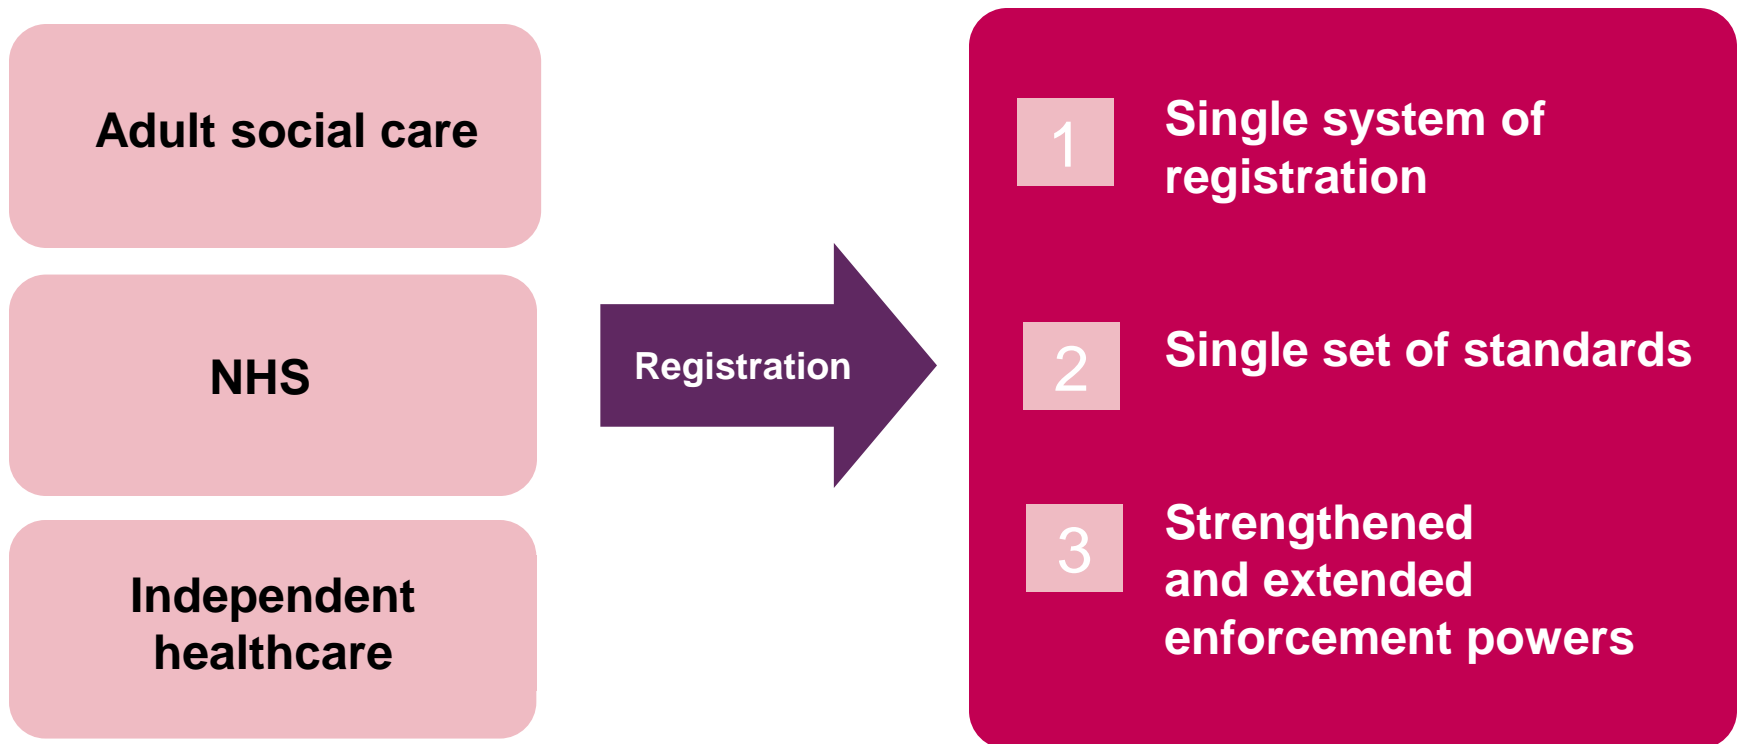 Adult social care
NHS
Independent
healthcare
Registration
1
Single system of
registration
2
Single set of standards
3
Strengthened
and extended
enforcement powers